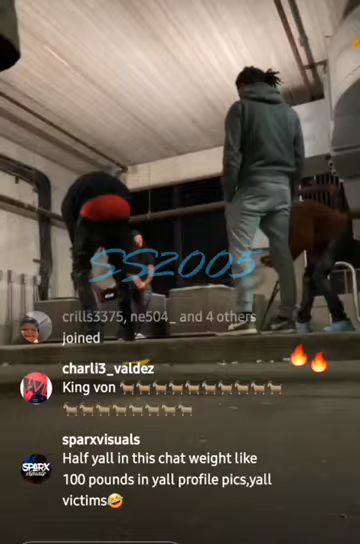 SS2005
crills3375, ne504_ and 4 others
joined
charli3_valdez
King von 🐐🐐🐐🐐🐐🐐🐐🐐🐐🐐
🐐🐐🐐🐐🐐🐐🐐🐐
sparxvisuals
Half yall in this chat weight like
100 pounds in yall profile pics,yall
victims🤣